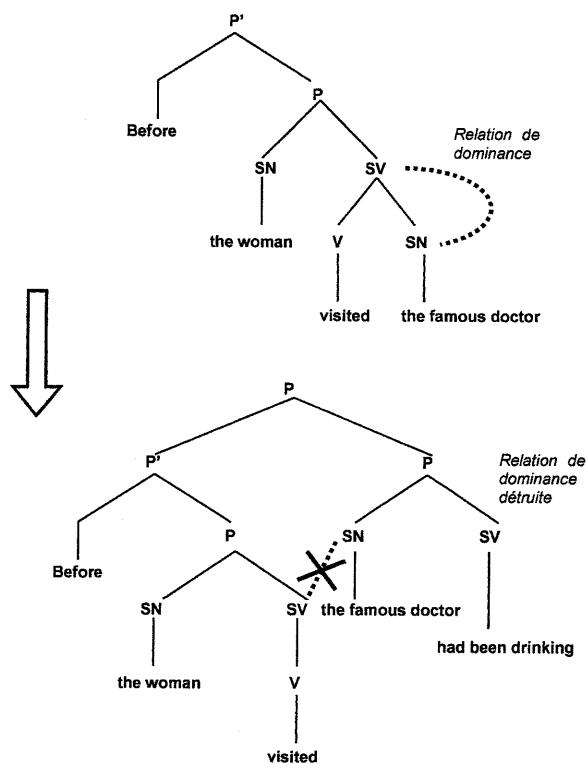 P'
P
Before
Relation de
dominance
SN
SV
the woman
V
SN
visited
the famous doctor
P
P'
P
Relation de
dominance
détruite
P
SN
SV
Before
SN
SV
the famous doctor
had been drinking
the woman
V
visited